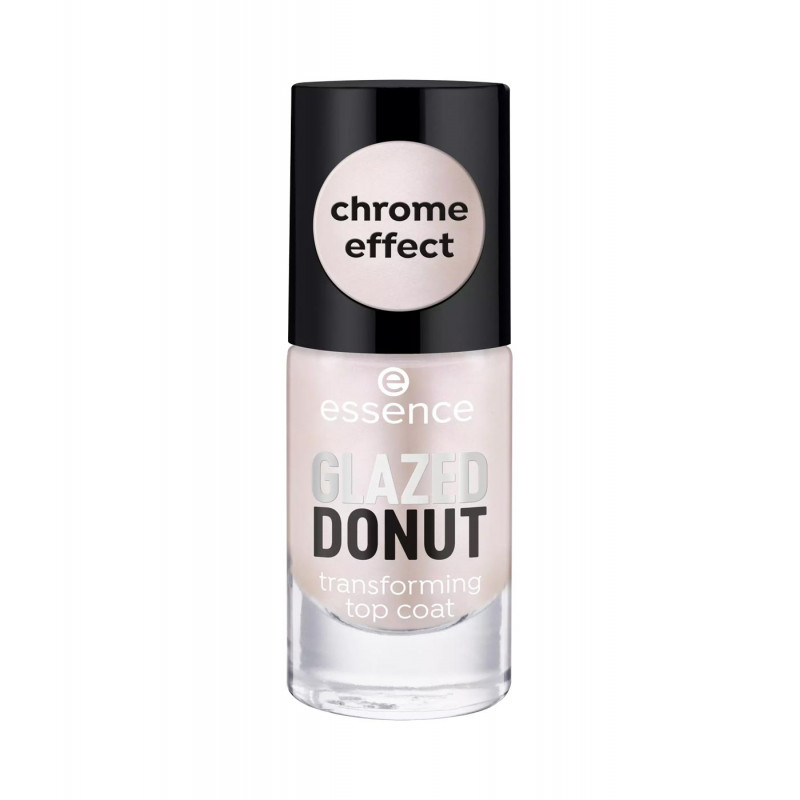 chrome
effect
e
essence
GLAZED
DONUT
transforming
top coat